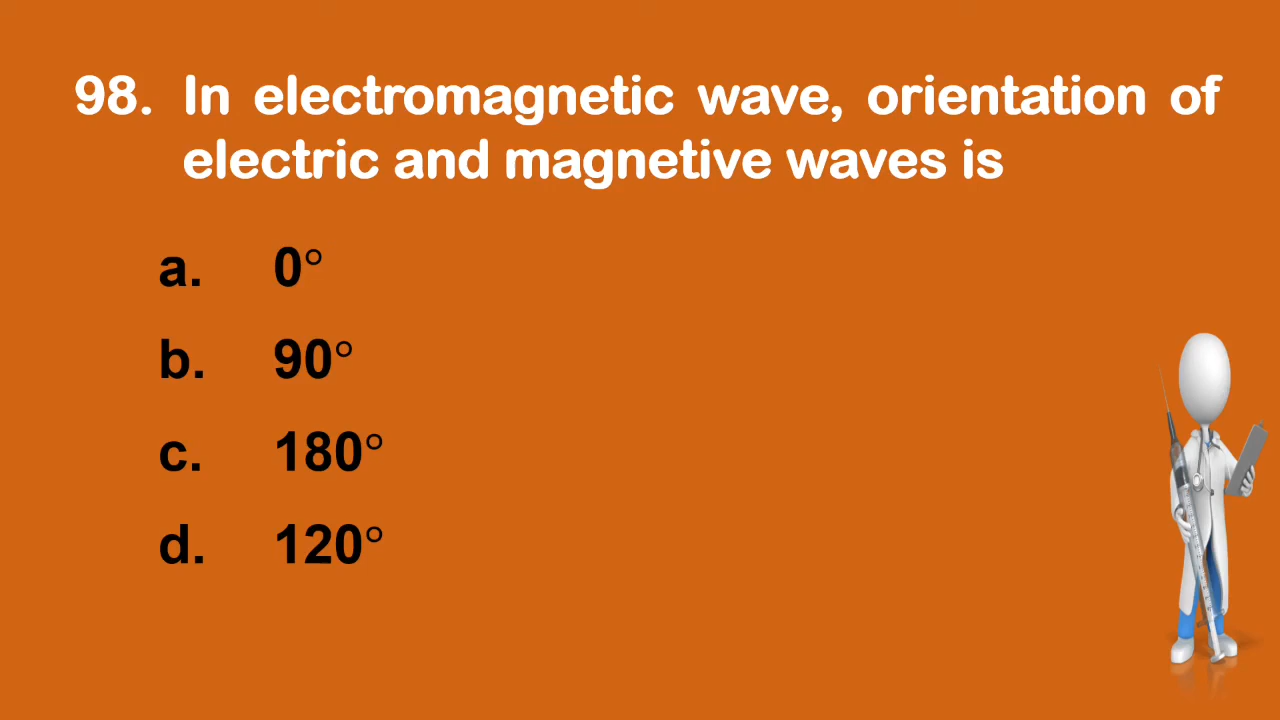 98. In electromagnetic wave, orientation of
electric and magnetive waves is
a. 0°
b. 90°
c. 180°
d. 120°